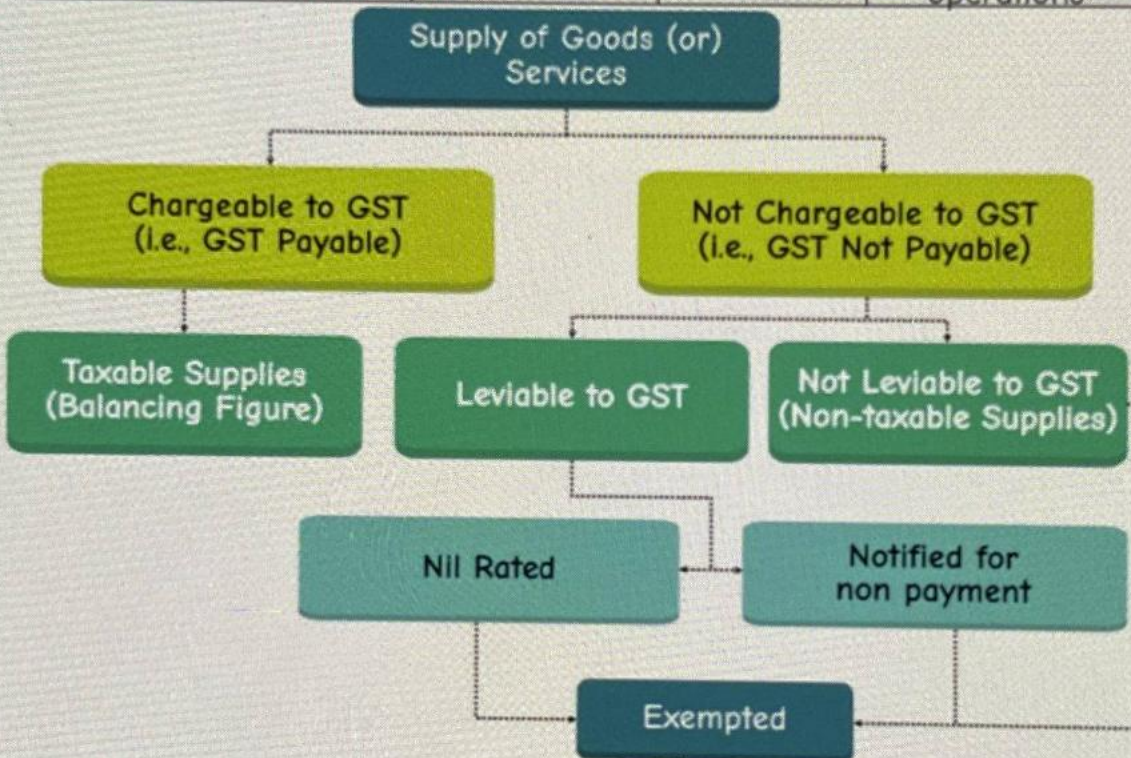 operations
Supply of Goods (or)
Services
Chargeable to GST
(i.e., GST Payable)
Not Chargeable to GST
(i.e., GST Not Payable)
Taxable Supplies
(Balancing Figure)
Leviable to GST
Not Leviable to GST
(Non-taxable Supplies)
Nil Rated
Notified for
non payment
Exempted